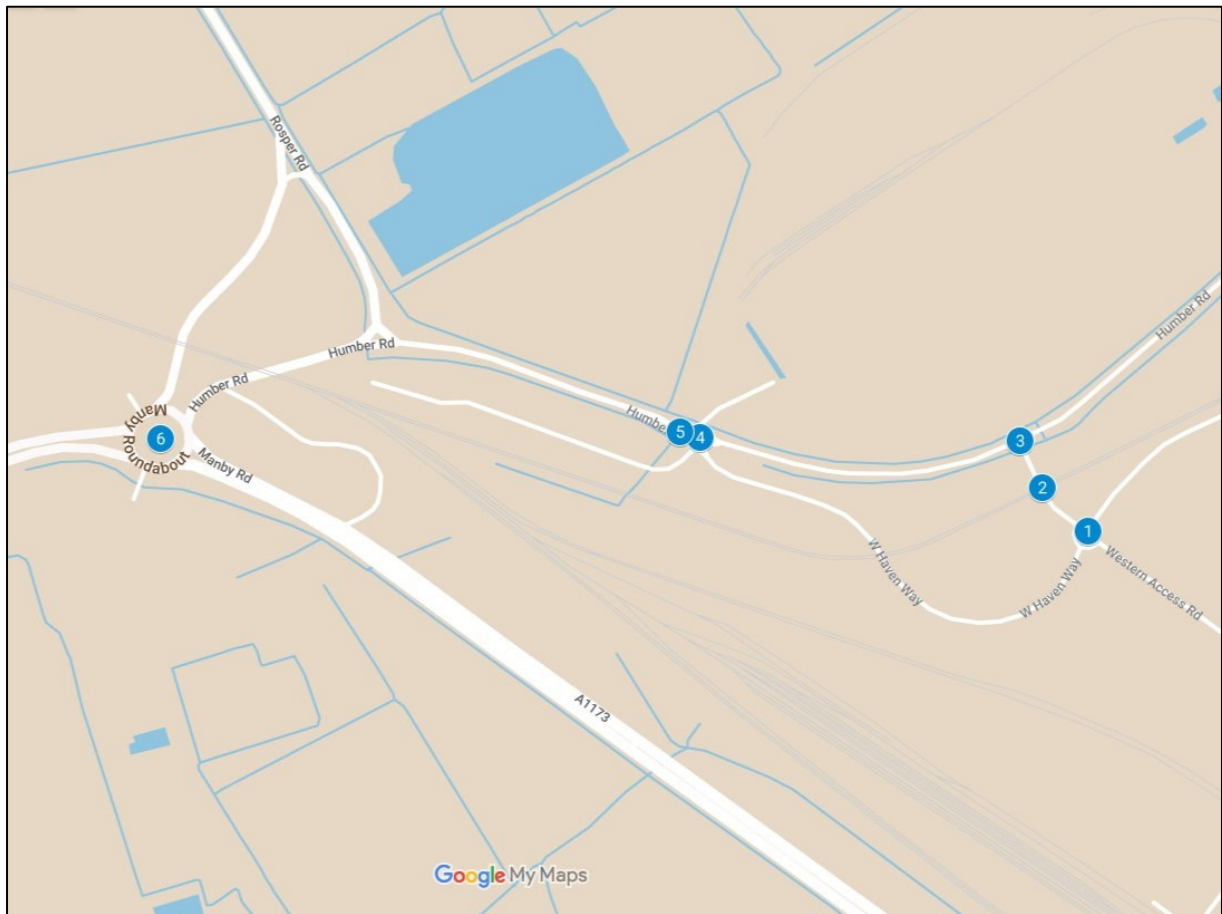 Rosper Rd
Humber Rd
Humber Rd
Humber Rd
Manby
Roundabout
6
Manby Rd
Humbe
5
4
3
2
1
W Haven Way
W Haven Way
Western Access Rd
A1173
Google My Maps